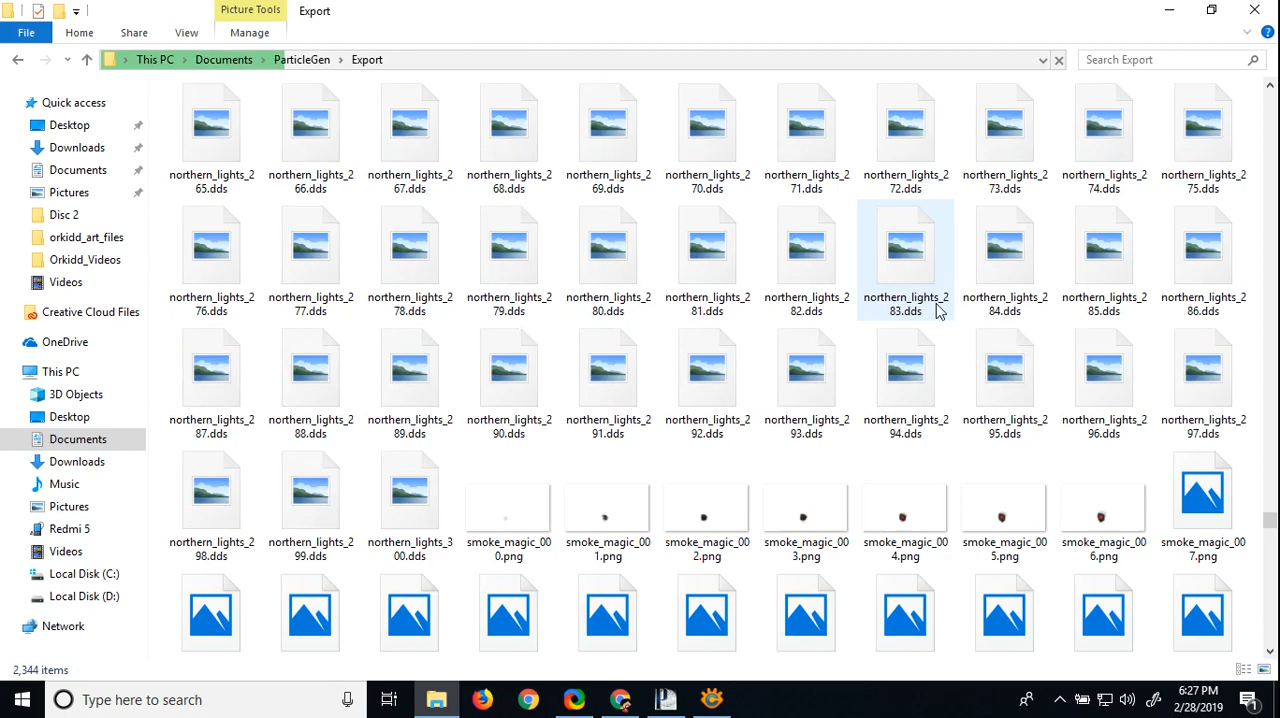 Picture Tools
Export
File
Home
Share
View
Manage
This PC
Documents
ParticleGen
Export
Search Export
Quick access
Desktop
Downloads
Documents
Pictures
Disc 2
orkidd_art_files
Orkidd_Videos
Videos
Creative Cloud Files
OneDrive
This PC
3D Objects
Desktop
Documents
Downloads
Music
Pictures
Redmi 5
Videos
Local Disk (C:)
Local Disk (D:)
Network
northern_lights_2
65.dds
northern_lights_2
66.dds
northern_lights_2
67.dds
northern_lights_2
68.dds
northern_lights_2
69.dds
northern_lights_2
70.dds
northern_lights_2
71.dds
northern_lights_2
72.dds
northern_lights_2
73.dds
northern_lights_2
74.dds
northern_lights_2
75.dds
northern_lights_2
76.dds
northern_lights_2
77.dds
northern_lights_2
78.dds
northern_lights_2
79.dds
northern_lights_2
80.dds
northern_lights_2
81.dds
northern_lights_2
82.dds
northern_lights_2
83.dds
northern_lights_2
84.dds
northern_lights_2
85.dds
northern_lights_2
86.dds
northern_lights_2
87.dds
northern_lights_2
88.dds
northern_lights_2
89.dds
northern_lights_2
90.dds
northern_lights_2
91.dds
northern_lights_2
92.dds
northern_lights_2
93.dds
northern_lights_2
94.dds
northern_lights_2
95.dds
northern_lights_2
96.dds
northern_lights_2
97.dds
northern_lights_2
98.dds
northern_lights_2
99.dds
northern_lights_3
00.dds
smoke_magic_00
0.png
smoke_magic_00
1.png
smoke_magic_00
2.png
smoke_magic_00
3.png
smoke_magic_00
4.png
smoke_magic_00
5.png
smoke_magic_00
6.png
smoke_magic_00
7.png
2,344 items
Type here to search
6:27 PM
2/28/2019
1